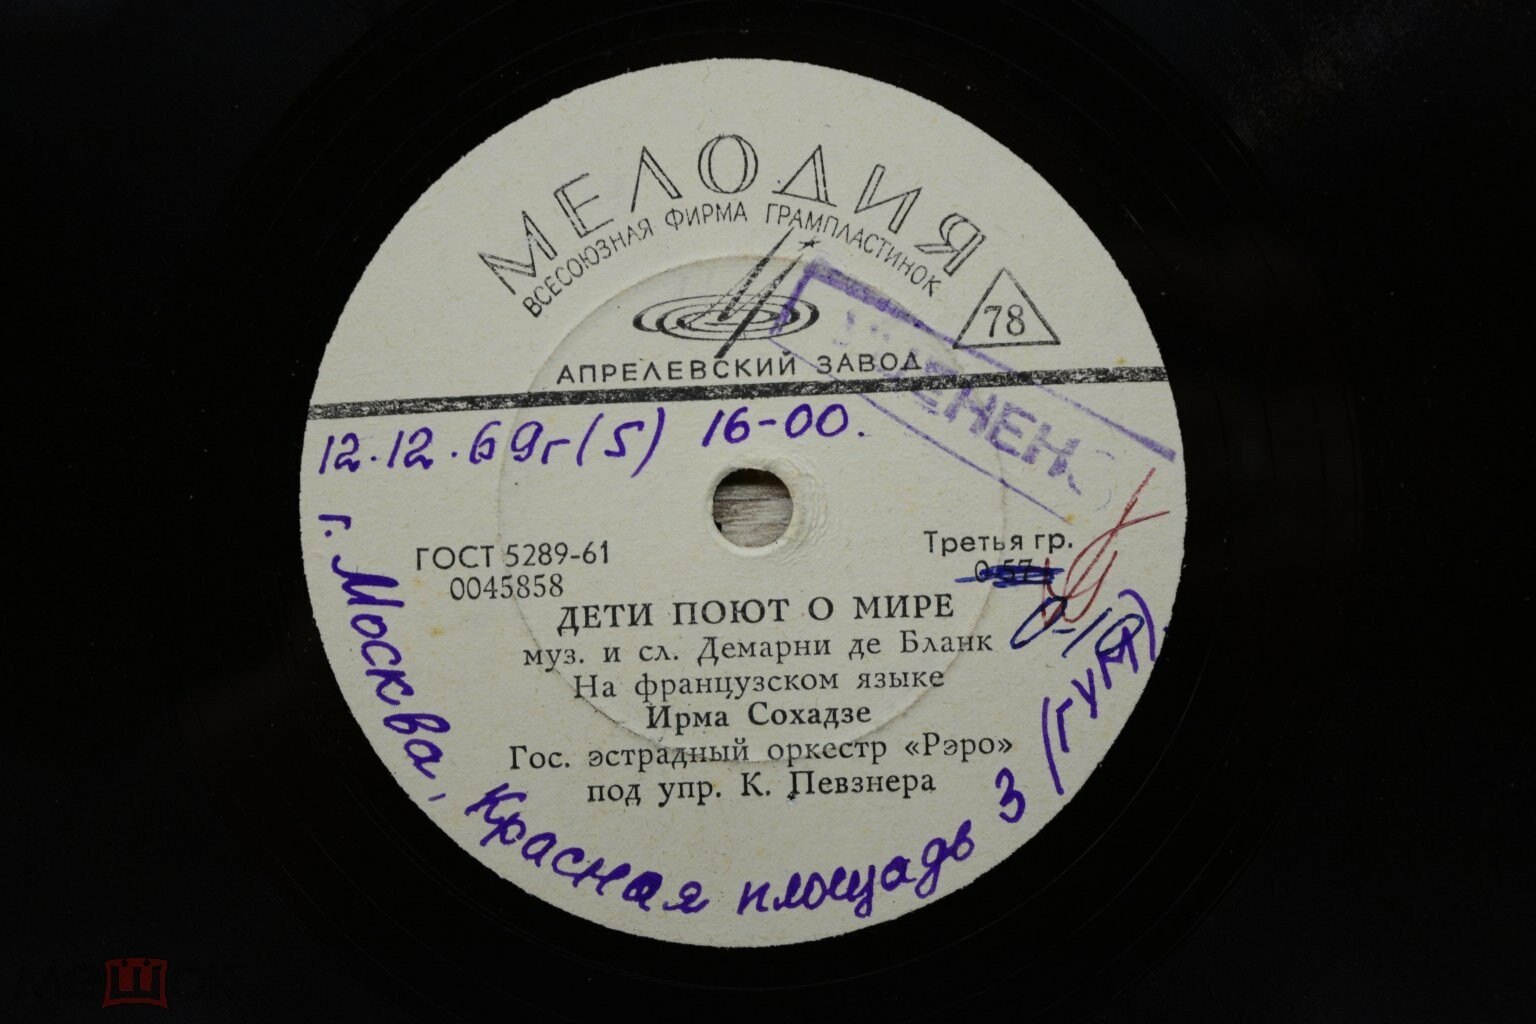 МЕЛОДИЯ
ВСЕСОЮЗНАЯ ФИРМА ГРАМПЛАСТИНОК
78
АПРЕЛЕВСКИЙ ЗАВОД
УЦЕНЕНО
12.12.69г (5) 16-00.
ГОСТ 5289-61
0045858
Третья гр.
0-57
0-10
ДЕТИ ПОЮТ О МИРЕ
муз. и сл. Демарни де Бланк
На французском языке
Ирма Сохадзе
Гос. эстрадный оркестр «Рэро»
под упр. К. Певзнера
г. Москва, Красная площадь 3 (ГУМ)